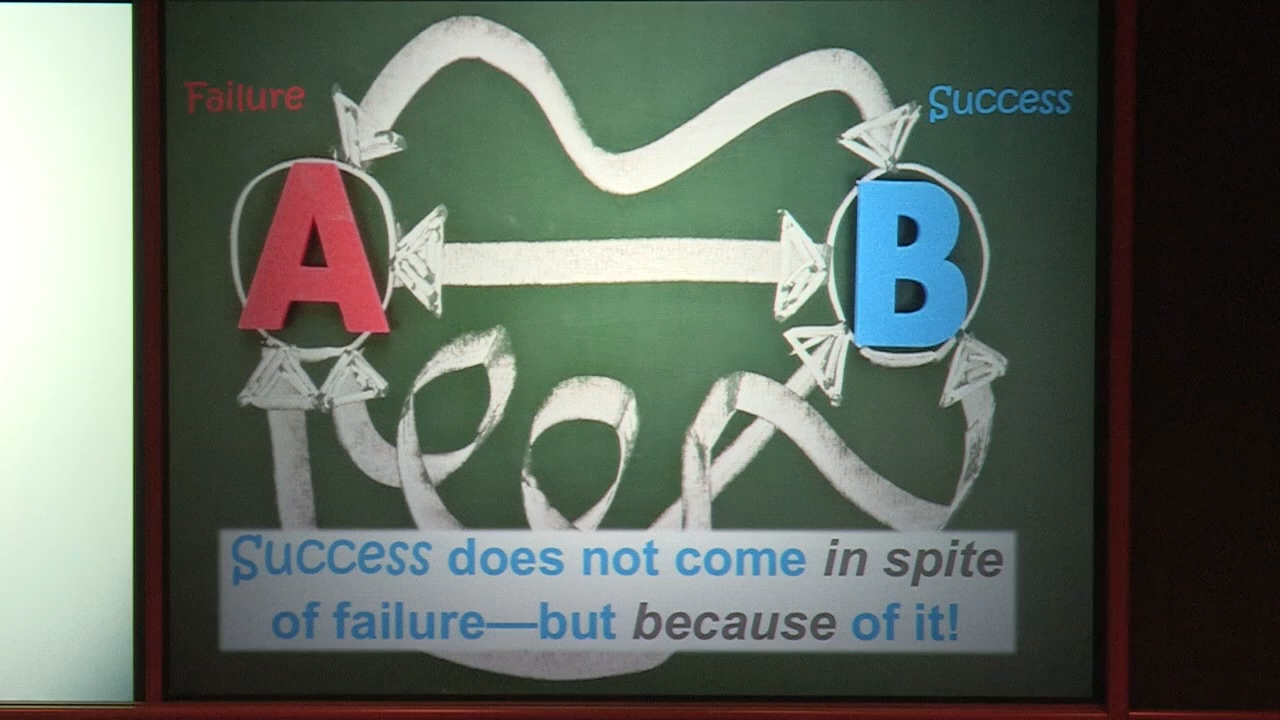 Failure
Success
A
B
Success does not come in spite
of failure—but because of it!